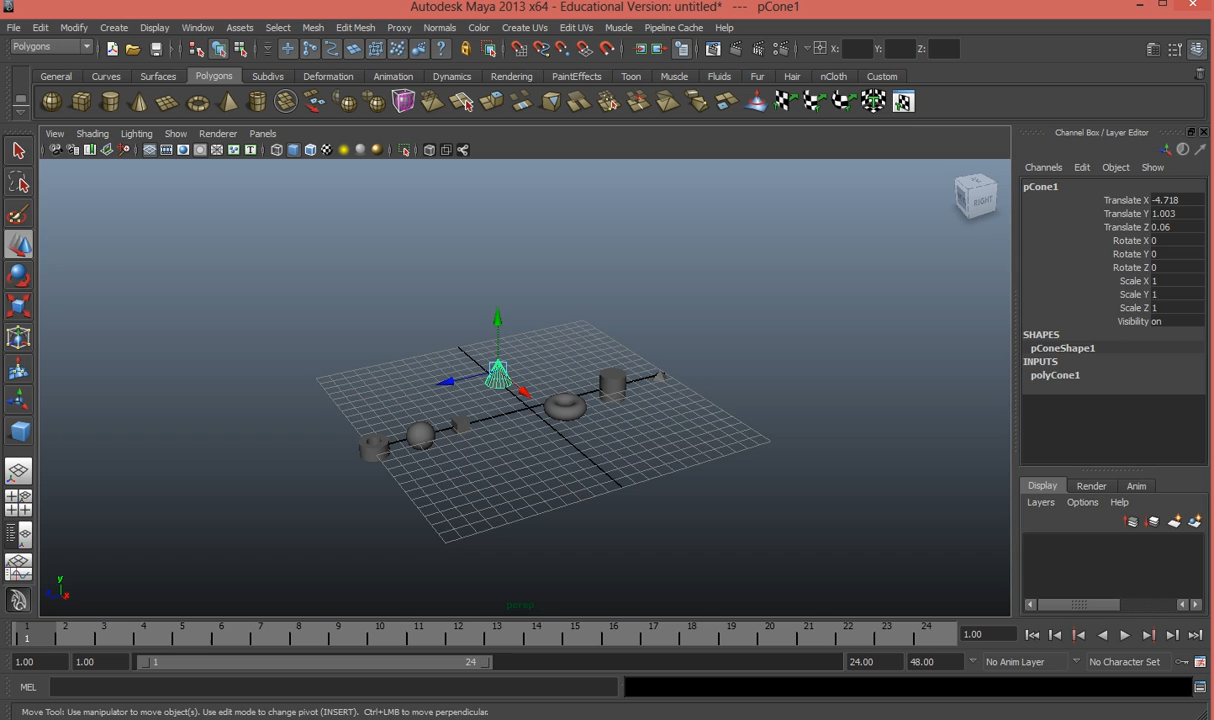 Autodesk Maya 2013 x64 - Educational Version: untitled* --- pCone1
File Edit Modify Create Display Window Assets Select Mesh Edit Mesh Proxy Normals Color Create UVs Edit UVs Muscle Pipeline Cache Help
Polygons X: Y: Z:
General Curves Surfaces Polygons Subdivs Deformation Animation Dynamics Rendering PaintEffects Toon Muscle Fluids Fur Hair nCloth Custom
View Shading Lighting Show Renderer Panels
Channel Box / Layer Editor
Channels Edit Object Show
pCone1
Translate X -4.718
Translate Y 1.003
Translate Z 0.06
Rotate X 0
Rotate Y 0
Rotate Z 0
Scale X 1
Scale Y 1
Scale Z 1
Visibility on
SHAPES
pConeShape1
INPUTS
polyCone1
RIGHT
Display Render Anim
Layers Options Help
y
x
persp
1 2 3 4 5 6 7 8 9 10 11 12 13 14 15 16 17 18 19 20 21 22 23 24
1 1.00
1.00 1.00 1 24 24.00 48.00 No Anim Layer No Character Set
MEL
Move Tool: Use manipulator to move object(s). Use edit mode to change pivot (INSERT). Ctrl+LMB to move perpendicular.